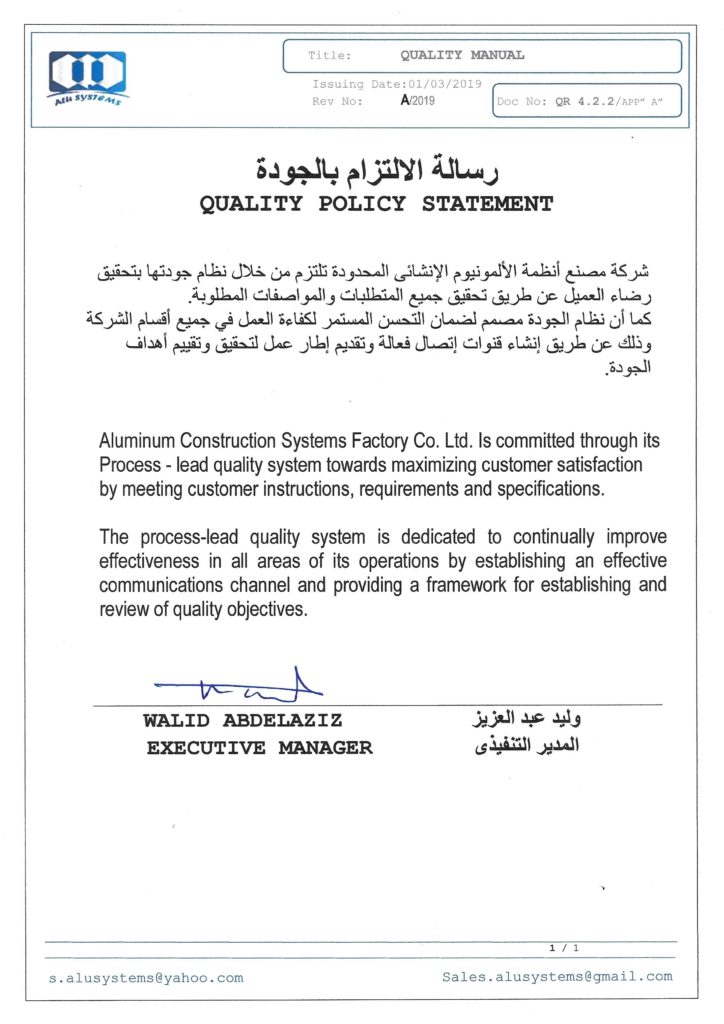 ALU SYSTEMS
Title: QUALITY MANUAL
Issuing Date:01/03/2019
Rev No: A/2019
Doc No: QR 4.2.2/APP" A"
رسالة الالتزام بالجودة
QUALITY POLICY STATEMENT
شركة مصنع أنظمة الألمونيوم الإنشائى المحدودة تلتزم من خلال نظام جودتها بتحقيق
رضاء العميل عن طريق تحقيق جميع المتطلبات والمواصفات المطلوبة.
كما أن نظام الجودة مصمم لضمان التحسن المستمر لكفاءة العمل في جميع أقسام الشركة
وذلك عن طريق إنشاء قنوات إتصال فعالة وتقديم إطار عمل لتحقيق وتقييم أهداف
الجودة.
Aluminum Construction Systems Factory Co. Ltd. Is committed through its
Process - lead quality system towards maximizing customer satisfaction
by meeting customer instructions, requirements and specifications.
The process-lead quality system is dedicated to continually improve
effectiveness in all areas of its operations by establishing an effective
communications channel and providing a framework for establishing and
review of quality objectives.
WALID ABDELAZIZ وليد عبد العزيز
EXECUTIVE MANAGER المدير التنفيذى
1 / 1
s.alusystems@yahoo.com Sales.alusystems@gmail.com